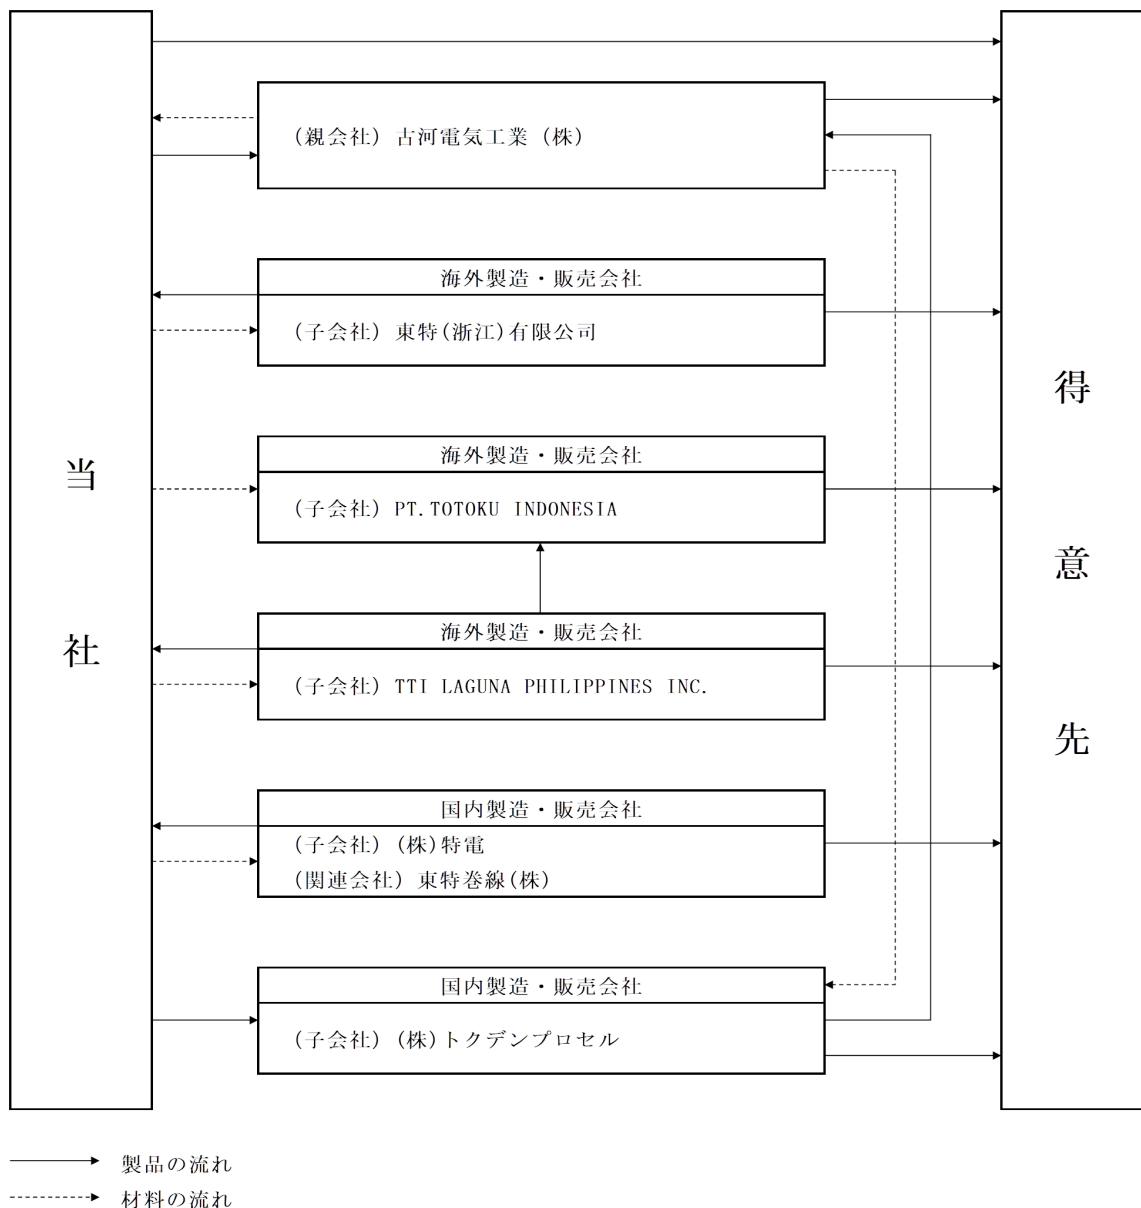 当社
(親会社) 古河電気工業 (株)
海外製造・販売会社
(子会社) 東特(浙江)有限公司
海外製造・販売会社
(子会社) PT.TOTOKU INDONESIA
海外製造・販売会社
(子会社) TTI LAGUNA PHILIPPINES INC.
国内製造・販売会社
(子会社) (株)特電
(関連会社) 東特巻線(株)
国内製造・販売会社
(子会社) (株)トクデンプロセル
得意先
製品の流れ
材料の流れ